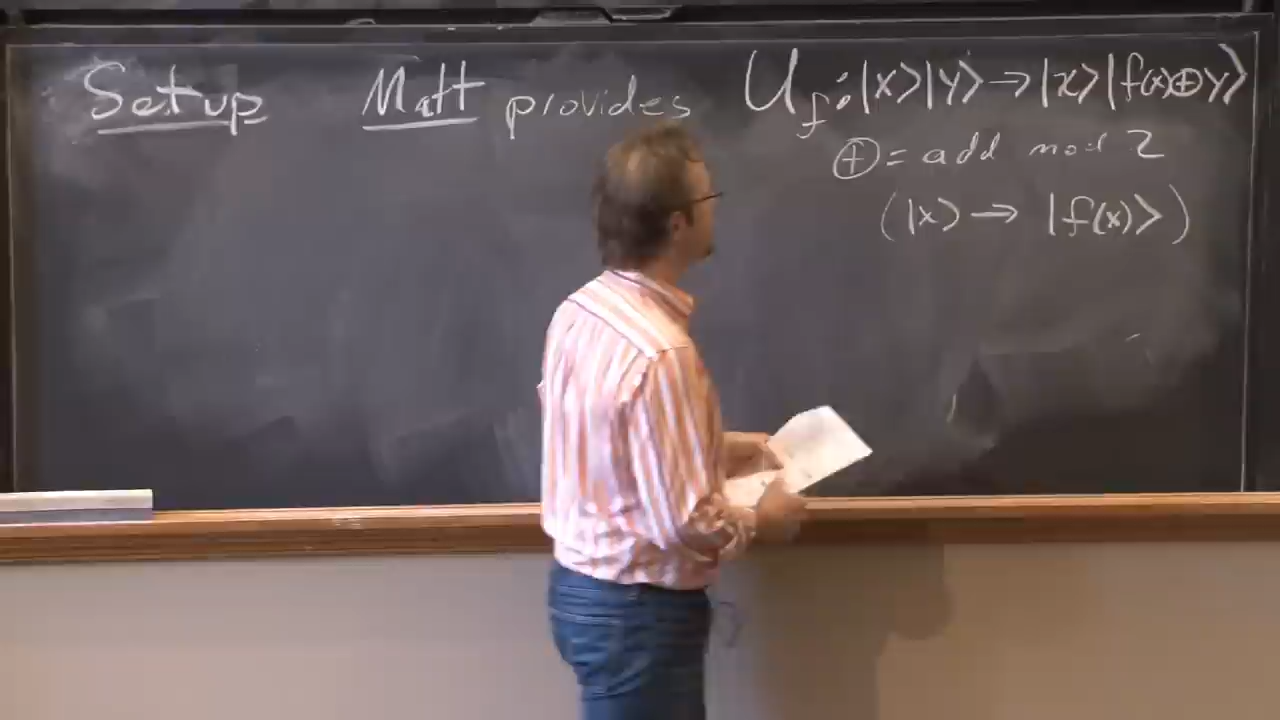 Setup Matt provides U_f: |x>|y> → |x>|f(x)⊕y>
⊕ = add mod 2
(|x> → |f(x)>)